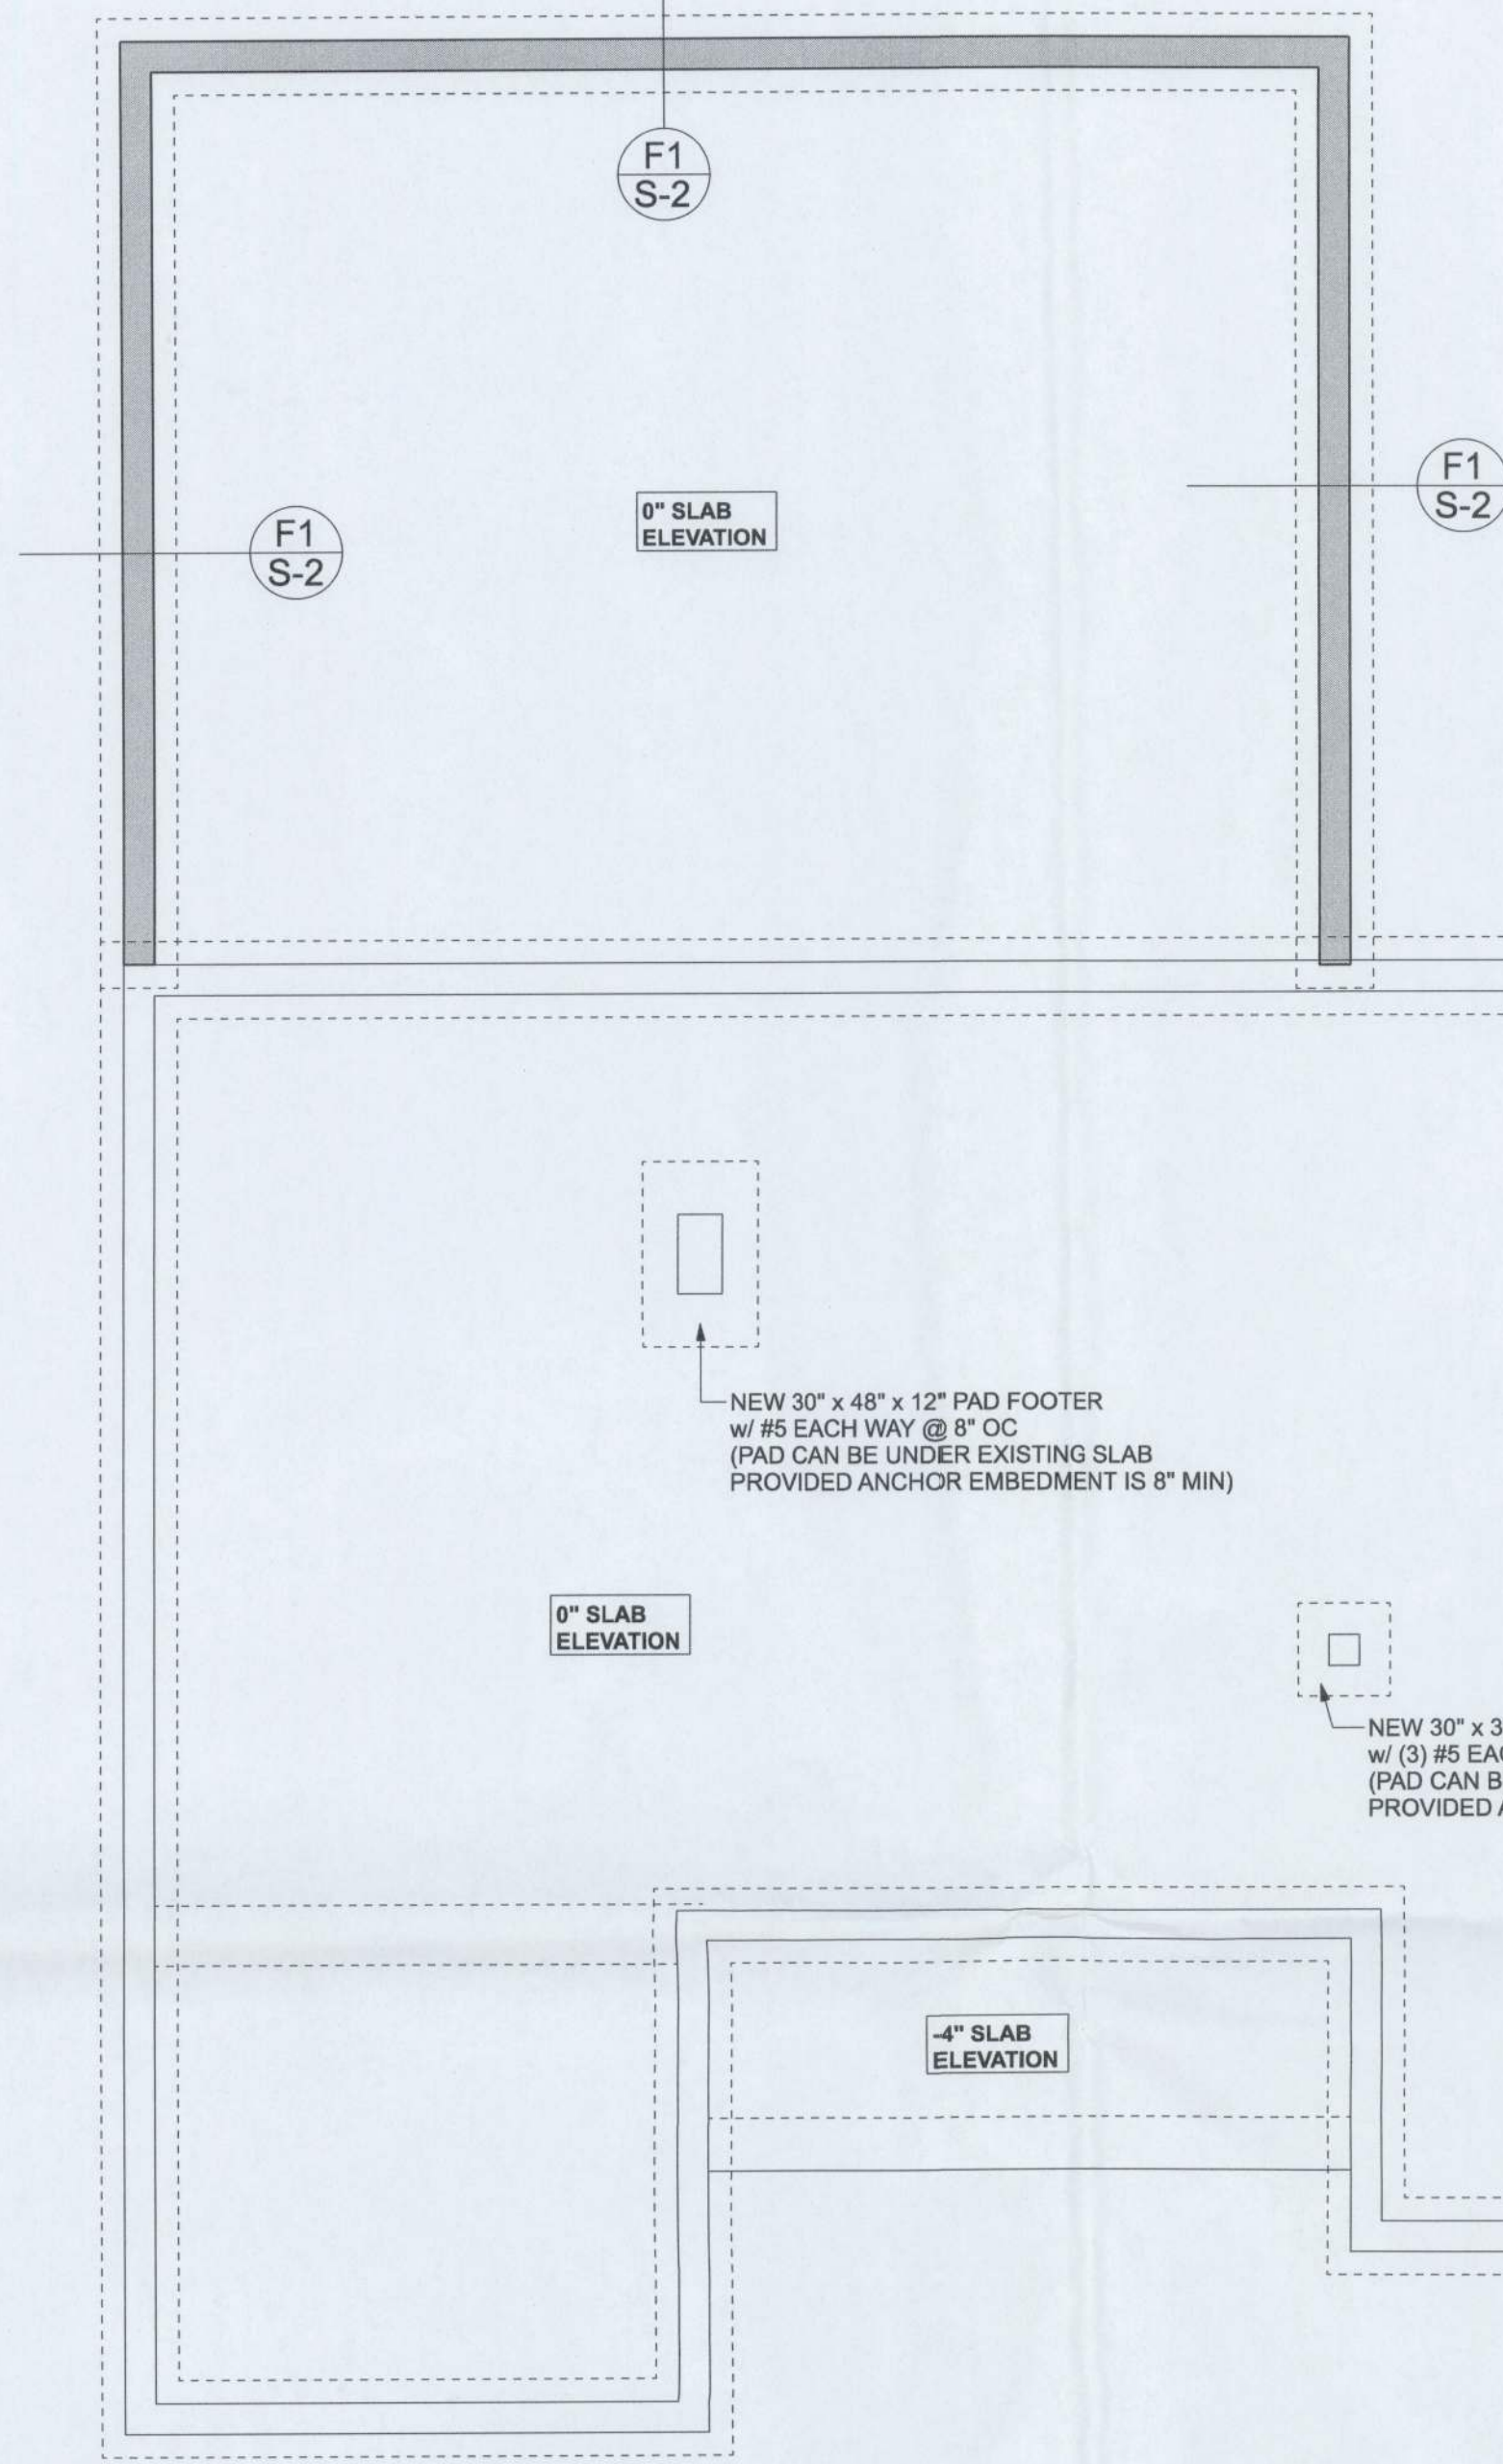 F1
S-2
F1
S-2
0" SLAB
ELEVATION
F1
S-2
NEW 30" x 48" x 12" PAD FOOTER
w/ #5 EACH WAY @ 8" OC
(PAD CAN BE UNDER EXISTING SLAB
PROVIDED ANCHOR EMBEDMENT IS 8" MIN)
0" SLAB
ELEVATION
NEW 30" x 3
w/ (3) #5 EA
(PAD CAN B
PROVIDED
-4" SLAB
ELEVATION